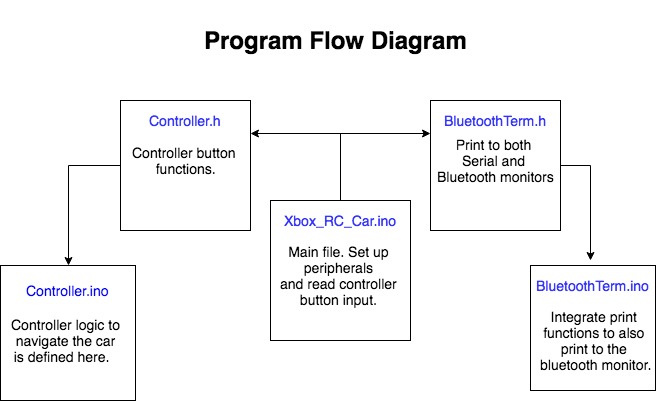 Program Flow Diagram
Controller.h
Controller button
functions.
BluetoothTerm.h
Print to both
Serial and
Bluetooth monitors
Xbox_RC_Car.ino
Main file. Set up
peripherals
and read controller
button input.
Controller.ino
Controller logic to
navigate the car
is defined here.
BluetoothTerm.ino
Integrate print
functions to also
print to the
bluetooth monitor.